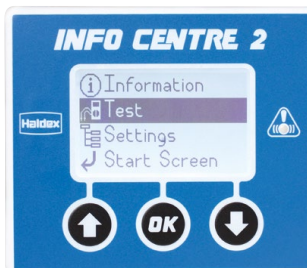 INFO CENTRE 2
Information
Haldex
Test
Settings
Start Screen
OK